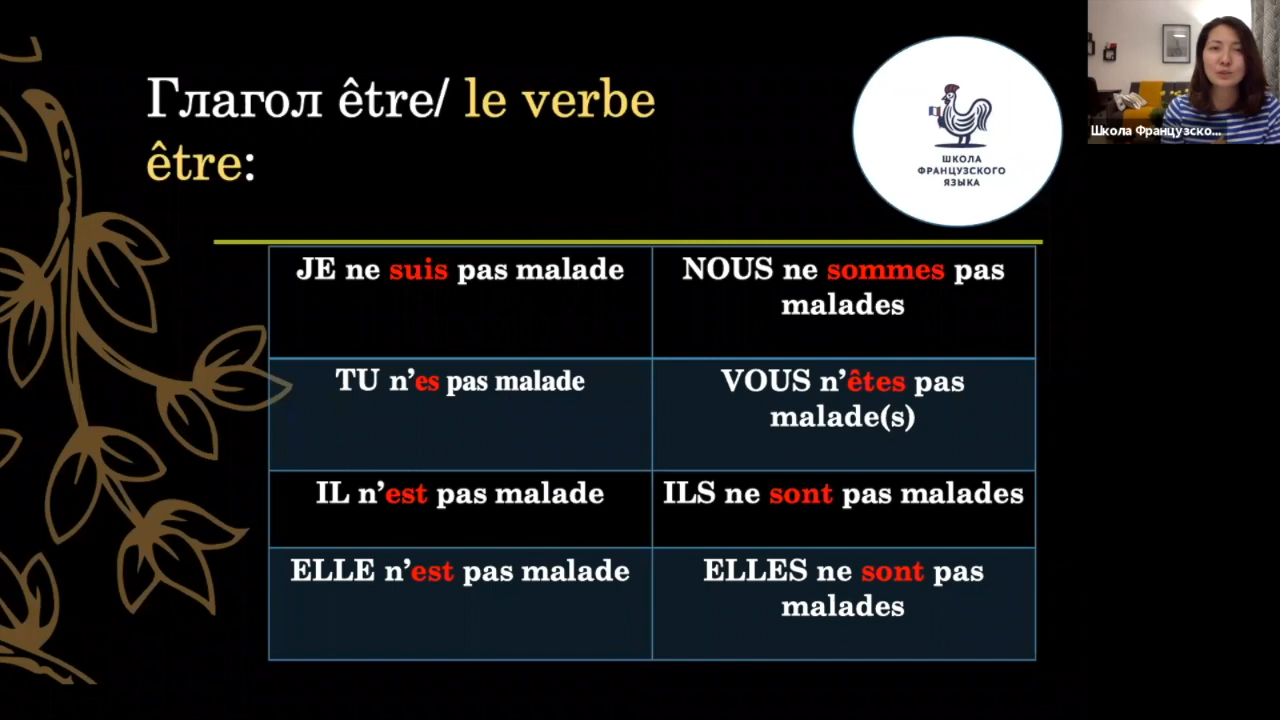 Глагол être/ le verbe
être:
ШКОЛА
ФРАНЦУЗСКОГО
ЯЗЫКА
Школа Французско...
JE ne suis pas malade
NOUS ne sommes pas
malades
TU n’es pas malade
VOUS n’êtes pas
malade(s)
IL n’est pas malade
ILS ne sont pas malades
ELLE n’est pas malade
ELLES ne sont pas
malades